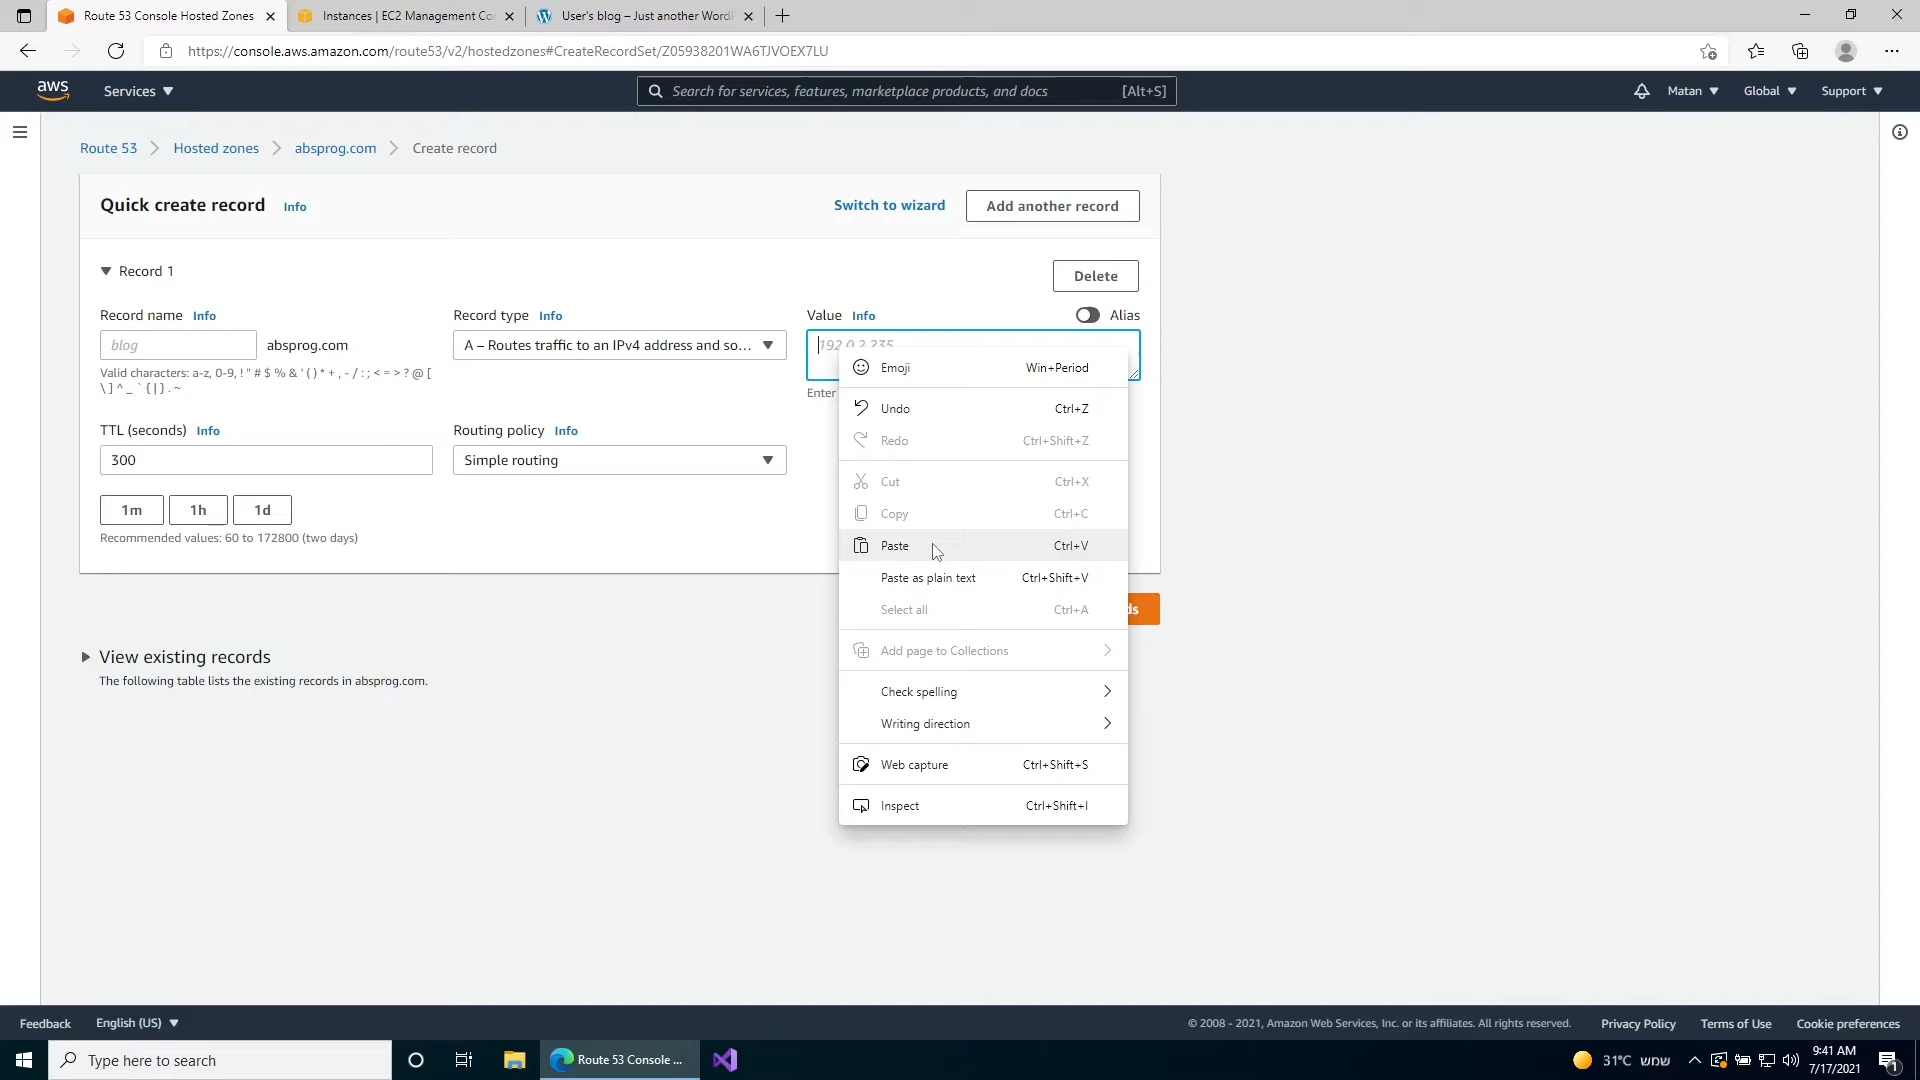 Route 53 Console Hosted Zones
Instances | EC2 Management Co
User's blog – Just another WordP
https://console.aws.amazon.com/route53/v2/hostedzones#CreateRecordSet/Z05938201WA6TJVOEX7LU
aws
Services
Search for services, features, marketplace products, and docs
[Alt+S]
Matan
Global
Support
Route 53
Hosted zones
absprog.com
Create record
Quick create record
Info
Switch to wizard
Add another record
Record 1
Delete
Record name Info
Record type Info
Value Info
Alias
blog
absprog.com
A – Routes traffic to an IPv4 address and so...
192.0.2.235
Valid characters: a-z, 0-9, ! " # $ % & ' ( ) * + , - / : ; < = > ? @ [
\ ] ^ _ ` { | } . ~
Enter
TTL (seconds) Info
Routing policy Info
300
Simple routing
1m
1h
1d
Recommended values: 60 to 172800 (two days)
Emoji Win+Period
Undo Ctrl+Z
Redo Ctrl+Shift+Z
Cut Ctrl+X
Copy Ctrl+C
Paste Ctrl+V
Paste as plain text Ctrl+Shift+V
Select all Ctrl+A
Add page to Collections
Check spelling
Writing direction
Web capture Ctrl+Shift+S
Inspect Ctrl+Shift+I
ds
View existing records
The following table lists the existing records in absprog.com.
Feedback
English (US)
© 2008 - 2021, Amazon Web Services, Inc. or its affiliates. All rights reserved.
Privacy Policy
Terms of Use
Cookie preferences
Type here to search
Route 53 Console ...
31°C שמש
9:41 AM
7/17/2021
1